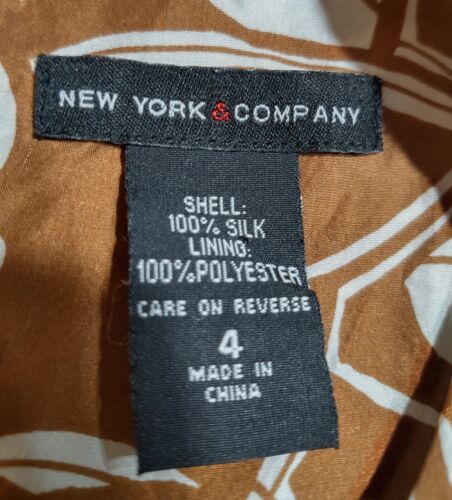 NEW YORK & COMPANY
SHELL:
100% SILK
LINING:
100%POLYESTER
CARE ON REVERSE
4
MADE IN
CHINA